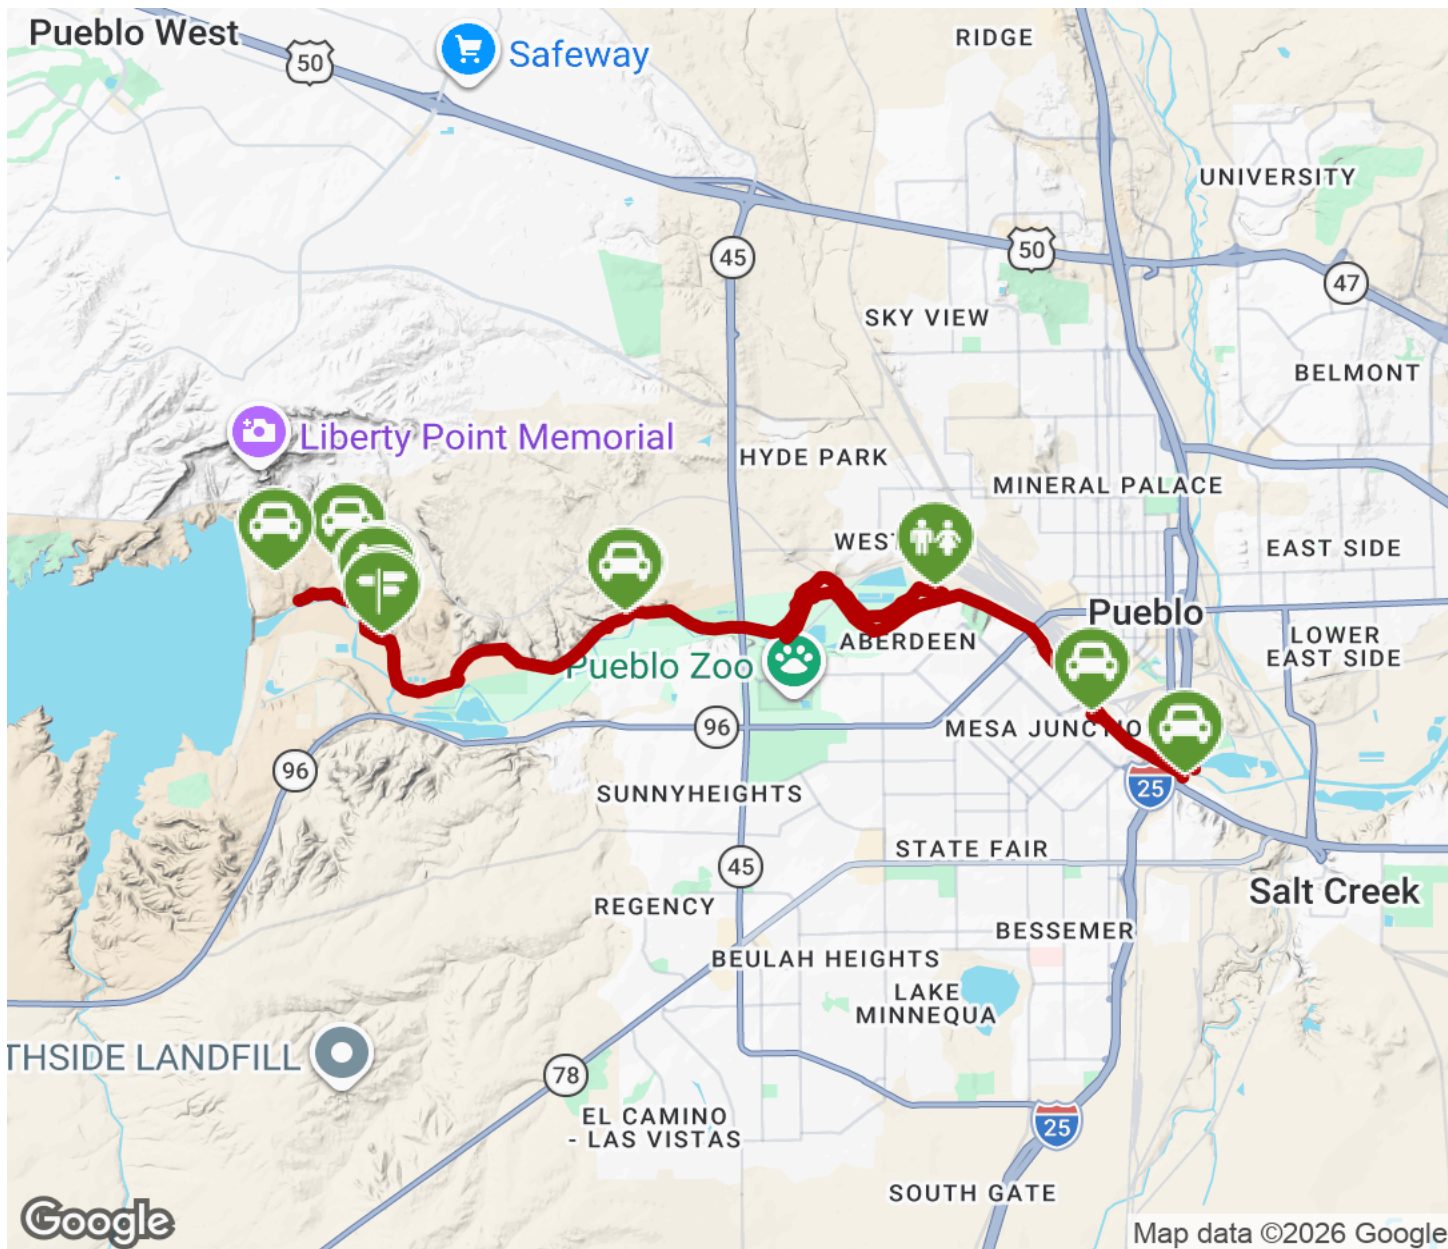 Pueblo West
RIDGE
50
Safeway
UNIVERSITY
45
50
47
SKY VIEW
BELMONT
Liberty Point Memorial
HYDE PARK
MINERAL PALACE
EAST SIDE
Pueblo
ABERDEEN
LOWER
EAST SIDE
Pueblo Zoo
96
MESA JUNCTIO
96
25
SUNNYHEIGHTS
STATE FAIR
45
Salt Creek
REGENCY
BESSEMER
BEULAH HEIGHTS
LAKE
MINNEQUA
THSIDE LANDFILL
78
EL CAMINO
- LAS VISTAS
25
SOUTH GATE
Google
Map data ©2026 Google